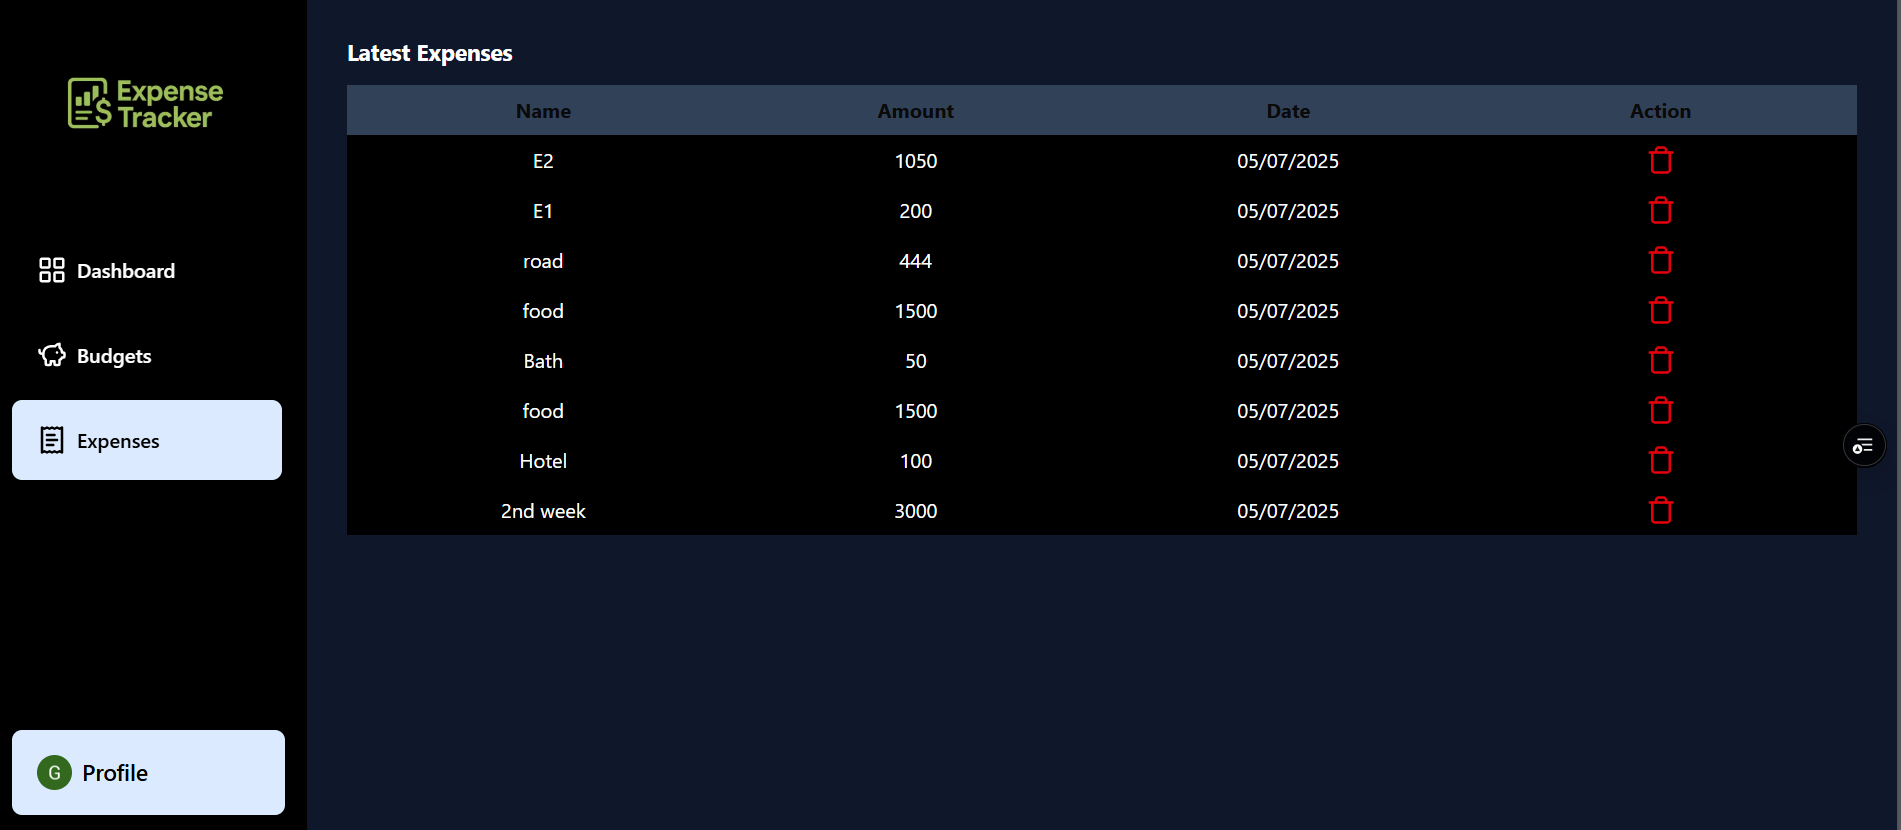 Expense
Tracker
Dashboard
Budgets
Expenses
G Profile
Latest Expenses
Name Amount Date Action
E2 1050 05/07/2025
E1 200 05/07/2025
road 444 05/07/2025
food 1500 05/07/2025
Bath 50 05/07/2025
food 1500 05/07/2025
Hotel 100 05/07/2025
2nd week 3000 05/07/2025